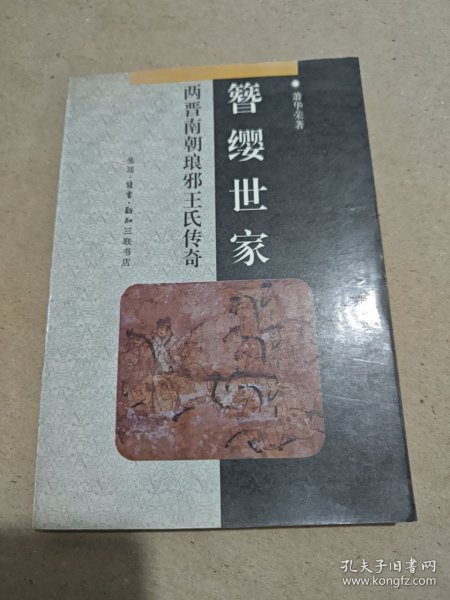 萧华荣著
簪缨世家
两晋南朝琅邪王氏传奇
生活·读书·新知三联书店
孔夫子旧书网
www.kongfz.com